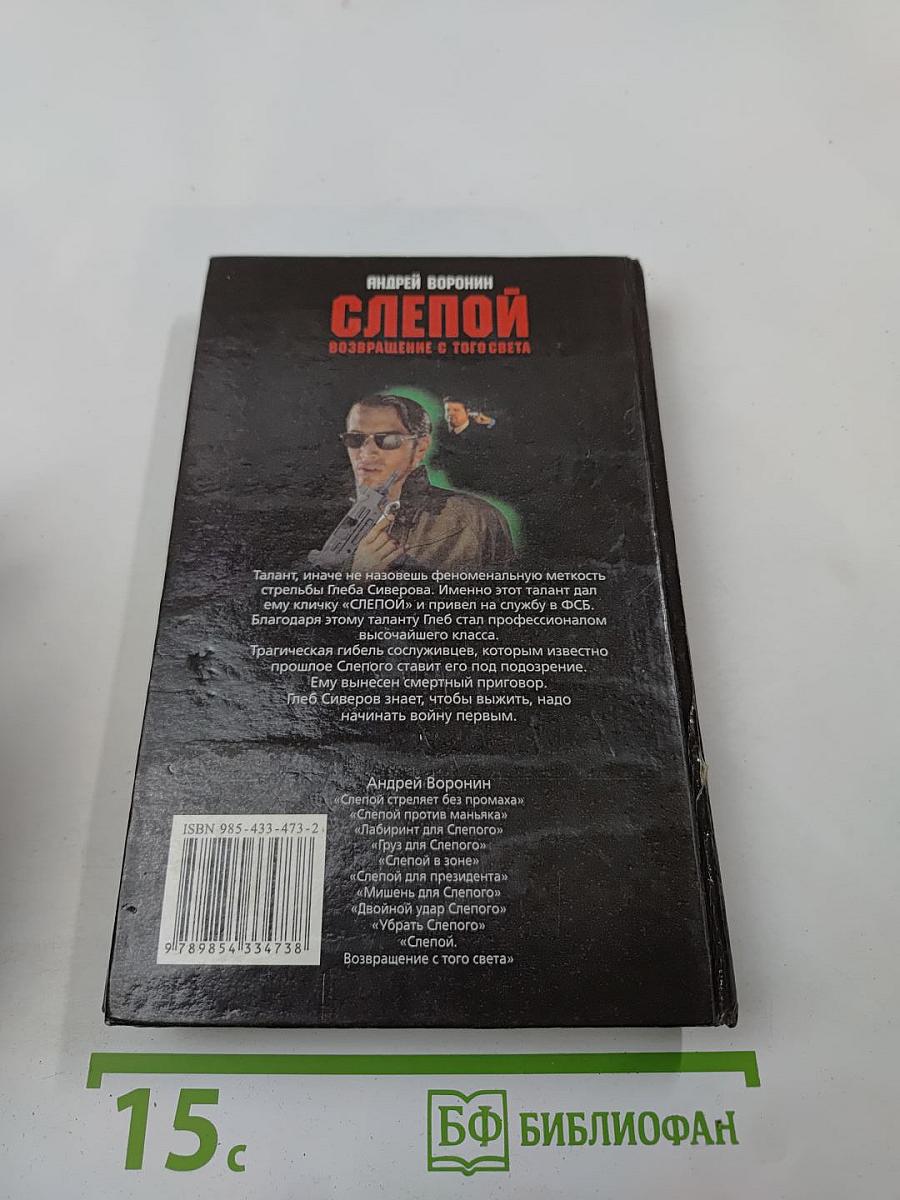 АНДРЕЙ ВОРОНИН
СЛЕПОЙ
ВОЗВРАЩЕНИЕ С ТОГО СВЕТА
Талант, иначе не назовешь феноменальную меткость
стрельбы Глеба Сиверова. Именно этот талант дал
ему кличку «СЛЕПОЙ» и привел на службу в ФСБ.
Благодаря этому таланту Глеб стал профессионалом
высочайшего класса.
Трагическая гибель сослуживцев, которым известно
прошлое Слепого ставит его под подозрение.
Ему вынесен смертный приговор.
Глеб Сиверов знает, чтобы выжить, надо
начинать войну первым.
Андрей Воронин
«Слепой стреляет без промаха»
«Слепой против маньяка»
«Лабиринт для Слепого»
«Груз для Слепого»
«Слепой в зоне»
«Слепой для президента»
«Мишень для Слепого»
«Двойной удар Слепого»
«Убрать Слепого»
«Слепой.
Возвращение с того света»
ISBN 985-433-473-2
9 789854 334738
15 с
БФ БИБЛИОФАН